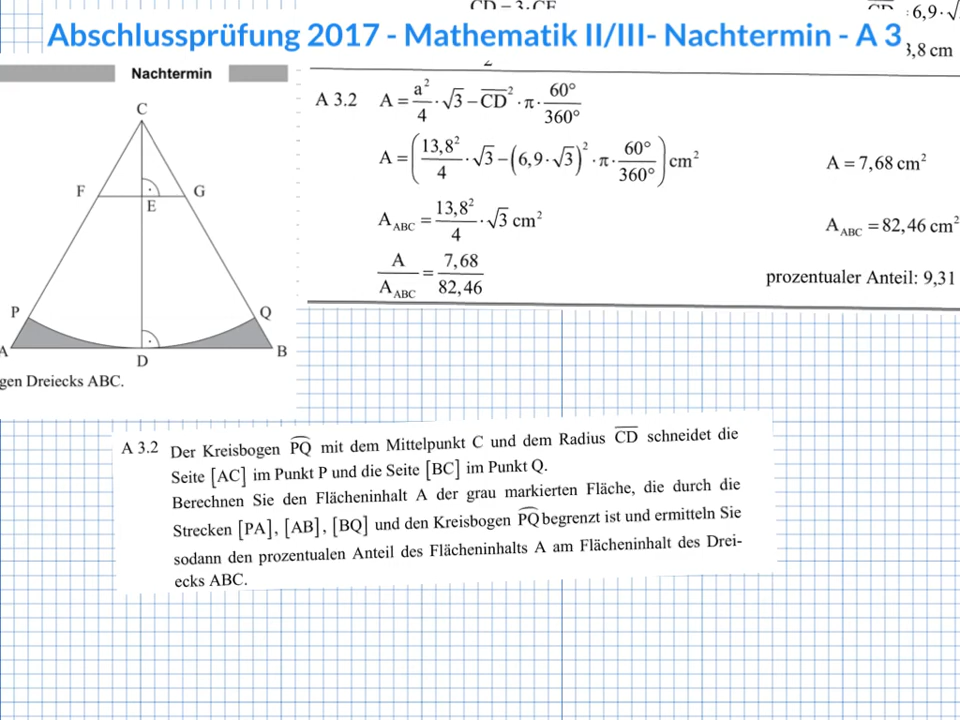 Abschlussprüfung 2017 - Mathematik II/III- Nachtermin - A 3
: 6,9·√
3,8 cm
Nachtermin
C
F
G
E
P
Q
A
B
D
gen Dreiecks ABC.
A 3.2 A = a²/4 · √3 − CD² · π · 60°/360°
A = (13,8²/4 · √3 − (6,9·√3)² · π · 60°/360°) cm² A = 7,68 cm²
A_ABC = 13,8²/4 · √3 cm² A_ABC = 82,46 cm²
A/A_ABC = 7,68/82,46 prozentualer Anteil: 9,31
A 3.2 Der Kreisbogen PQ mit dem Mittelpunkt C und dem Radius CD schneidet die
Seite [AC] im Punkt P und die Seite [BC] im Punkt Q.
Berechnen Sie den Flächeninhalt A der grau markierten Fläche, die durch die
Strecken [PA], [AB], [BQ] und den Kreisbogen PQ begrenzt ist und ermitteln Sie
sodann den prozentualen Anteil des Flächeninhalts A am Flächeninhalt des Drei-
ecks ABC.